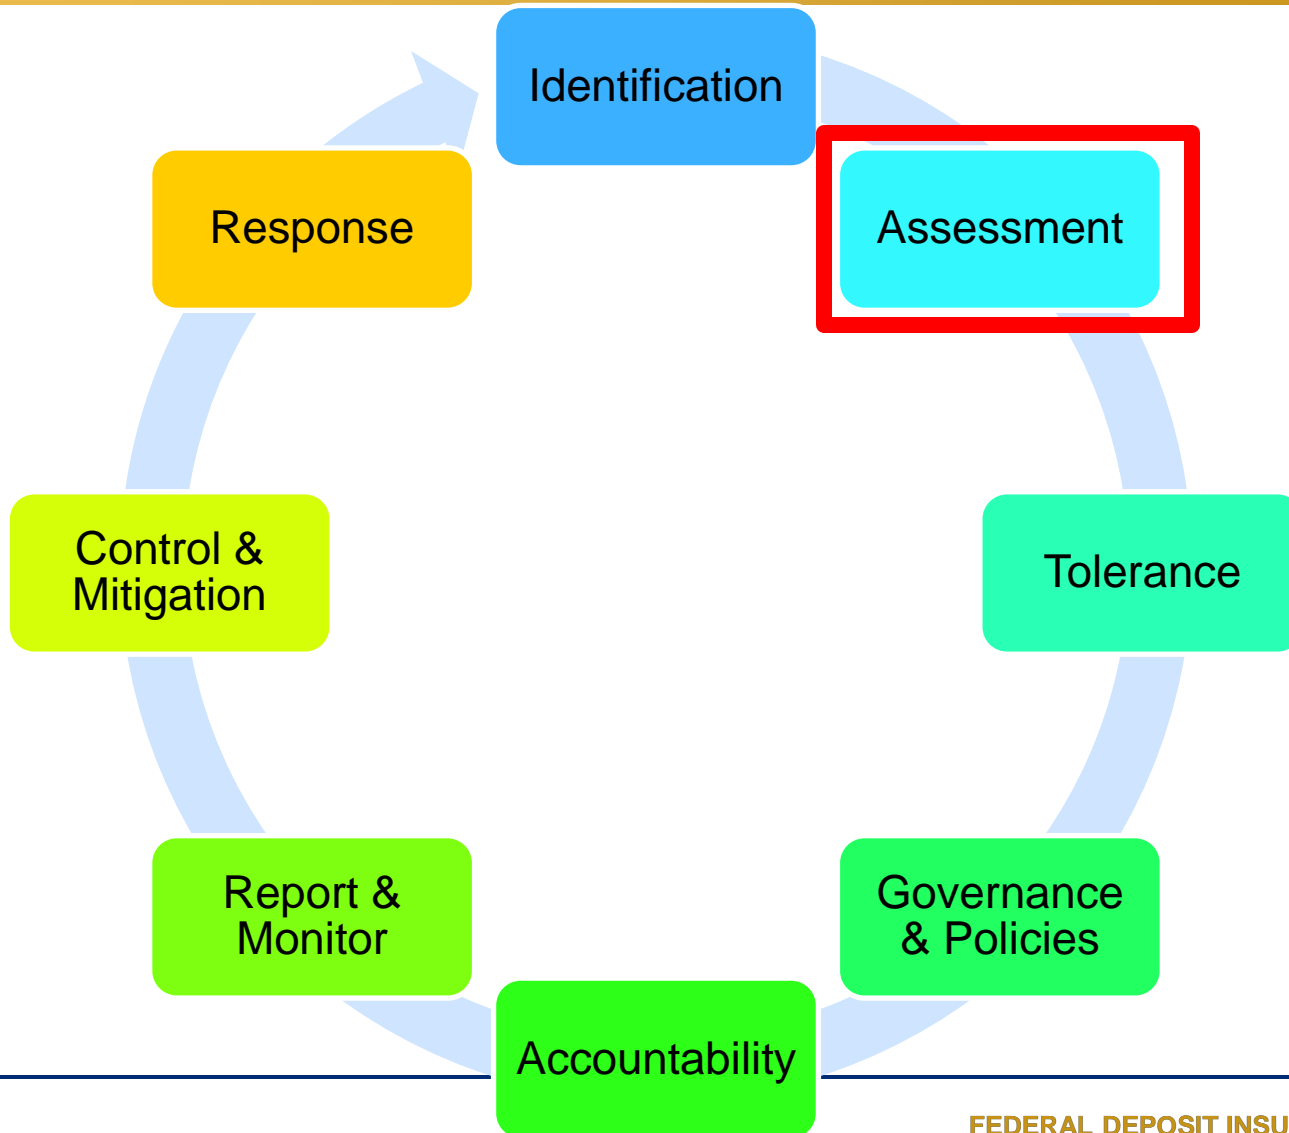 Identification
Assessment
Tolerance
Governance
& Policies
Accountability
Report &
Monitor
Control &
Mitigation
Response
FEDERAL DEPOSIT INSU